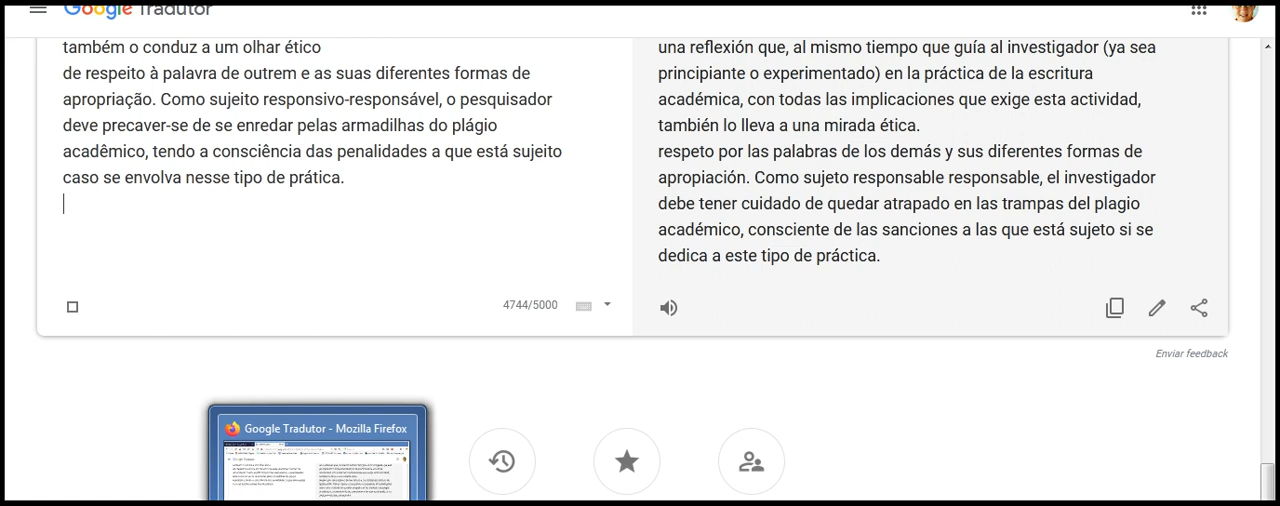 Google Tradutor
também o conduz a um olhar ético
de respeito à palavra de outrem e as suas diferentes formas de
apropriação. Como sujeito responsivo-responsável, o pesquisador
deve precaver-se de se enredar pelas armadilhas do plágio
acadêmico, tendo a consciência das penalidades a que está sujeito
caso se envolva nesse tipo de prática.
4744/5000
una reflexión que, al mismo tiempo que guía al investigador (ya sea
principiante o experimentado) en la práctica de la escritura
académica, con todas las implicaciones que exige esta actividad,
también lo lleva a una mirada ética.
respeto por las palabras de los demás y sus diferentes formas de
apropiación. Como sujeto responsable responsable, el investigador
debe tener cuidado de quedar atrapado en las trampas del plagio
académico, consciente de las sanciones a las que está sujeto si se
dedica a este tipo de práctica.
Enviar feedback
Google Tradutor - Mozilla Firefox